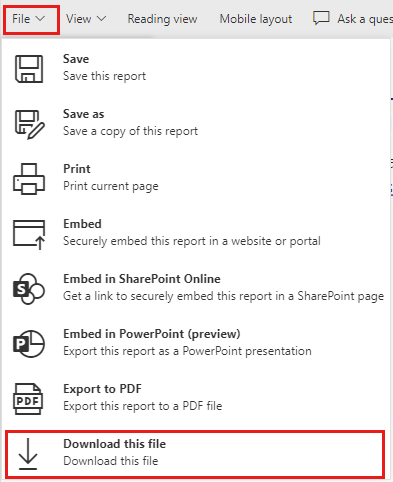 File View Reading view Mobile layout Ask a ques
Save
Save this report
Save as
Save a copy of this report
Print
Print current page
Embed
Securely embed this report in a website or portal
Embed in SharePoint Online
Get a link to securely embed this report in a SharePoint page
Embed in PowerPoint (preview)
Export this report as a PowerPoint presentation
Export to PDF
Export this report to a PDF file
Download this file
Download this file